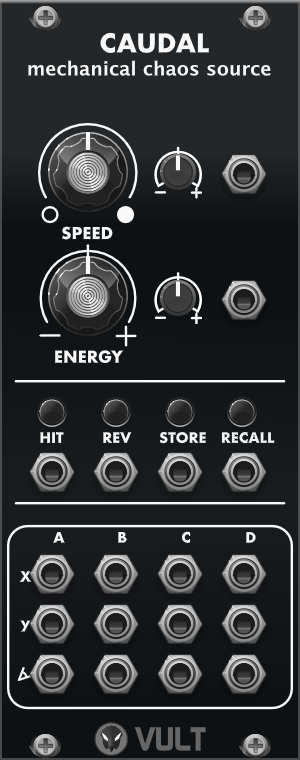 CAUDAL
mechanical chaos source
- +
SPEED
- +
- +
ENERGY
HIT REV STORE RECALL
A B C D
x
y
VULT